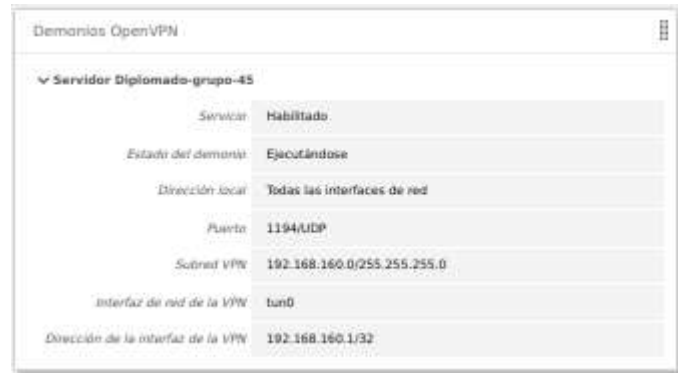 Demonios OpenVPN
Servidor Diplomado-grupo-45
Servicio Habilitado
Estado del demonio Ejecutándose
Dirección local Todas las interfaces de red
Puerto 1194/UDP
Subred VPN 192.168.160.0/255.255.255.0
Interfaz de red de la VPN tun0
Dirección de la interfaz de la VPN 192.168.160.1/32